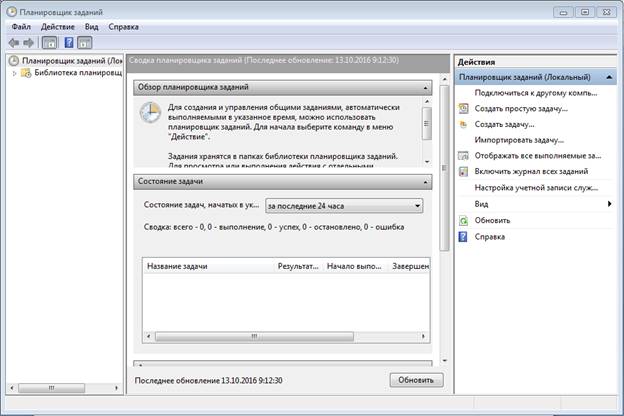 Планировщик заданий
Файл Действие Вид Справка
Планировщик заданий (Лок
Библиотека планировщ
Сводка планировщика заданий (Последнее обновление: 13.10.2016 9:12:30)
Обзор планировщика заданий
Для создания и управления общими заданиями, автоматически
выполняемыми в указанное время, можно использовать
планировщик заданий. Для начала выберите команду в меню
"Действие".
Задания хранятся в папках библиотеки планировщика заданий.
Для просмотра или выполнения действия с отдельными
Состояние задачи
Состояние задач, начатых в ук... за последние 24 часа
Сводка: всего - 0, 0 - выполнение, 0 - успех, 0 - остановлено, 0 - ошибка
Название задачи Результат... Начало выпо... Завершен
Последнее обновление 13.10.2016 9:12:30 Обновить
Действия
Планировщик заданий (Локальный)
Подключиться к другому компь...
Создать простую задачу...
Создать задачу...
Импортировать задачу...
Отображать все выполняемые за...
Включить журнал всех заданий
Настройка учетной записи служ...
Вид
Обновить
Справка